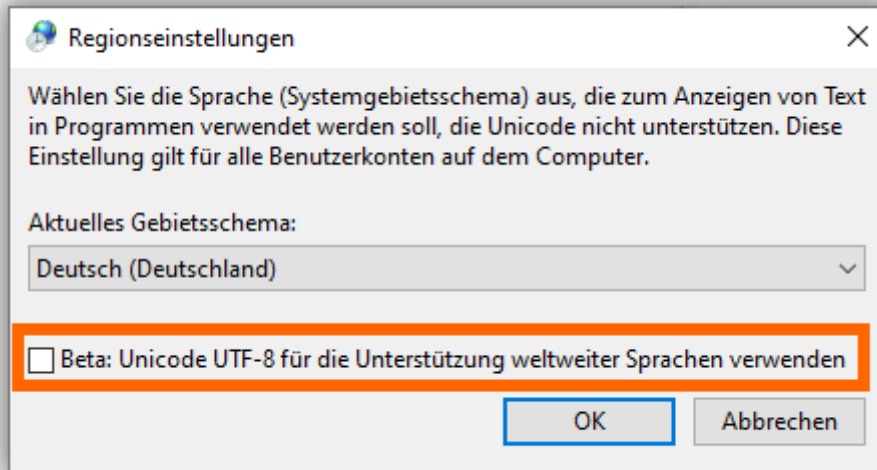 Regionseinstellungen
Wählen Sie die Sprache (Systemgebietsschema) aus, die zum Anzeigen von Text
in Programmen verwendet werden soll, die Unicode nicht unterstützen. Diese
Einstellung gilt für alle Benutzerkonten auf dem Computer.
Aktuelles Gebietsschema:
Deutsch (Deutschland)
Beta: Unicode UTF-8 für die Unterstützung weltweiter Sprachen verwenden
OK Abbrechen